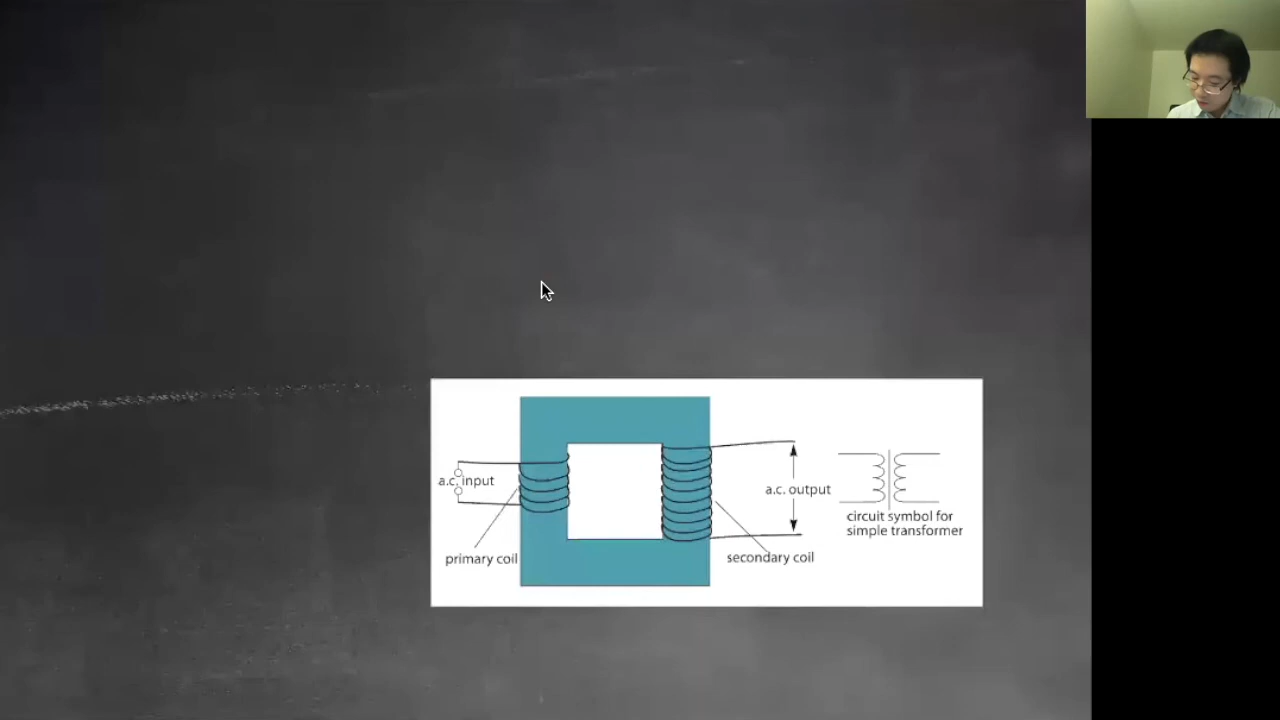 a.c. input
primary coil
a.c. output
secondary coil
circuit symbol for
simple transformer